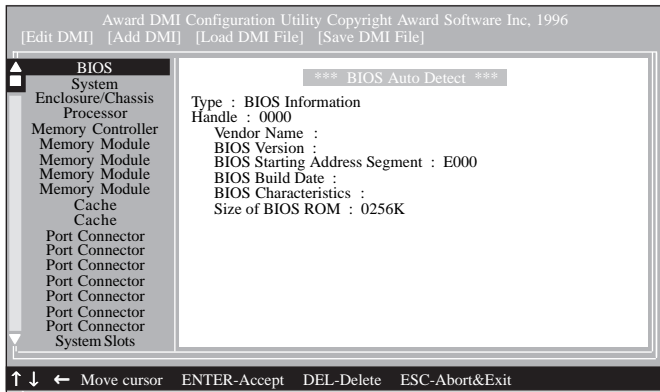 Award DMI Configuration Utility Copyright Award Software Inc, 1996
[Edit DMI] [Add DMI] [Load DMI File] [Save DMI File]
BIOS
System
Enclosure/Chassis
Processor
Memory Controller
Memory Module
Memory Module
Memory Module
Memory Module
Cache
Cache
Port Connector
Port Connector
Port Connector
Port Connector
Port Connector
Port Connector
Port Connector
System Slots
*** BIOS Auto Detect ***
Type : BIOS Information
Handle : 0000
Vendor Name :
BIOS Version :
BIOS Starting Address Segment : E000
BIOS Build Date :
BIOS Characteristics :
Size of BIOS ROM : 0256K
↑↓ ← Move cursor ENTER-Accept DEL-Delete ESC-Abort&Exit